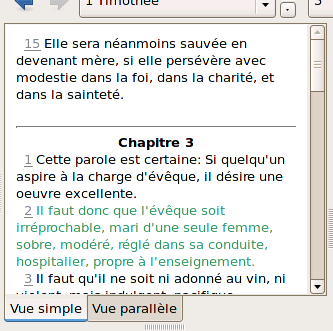 1 Timothée
3
15 Elle sera néanmoins sauvée en
devenant mère, si elle persévère avec
modestie dans la foi, dans la charité, et
dans la sainteté.
Chapitre 3
1 Cette parole est certaine: Si quelqu'un
aspire à la charge d'évêque, il désire une
oeuvre excellente.
2 Il faut donc que l'évêque soit
irréprochable, mari d'une seule femme,
sobre, modéré, réglé dans sa conduite,
hospitalier, propre à l'enseignement.
3 Il faut qu'il ne soit ni adonné au vin, ni
violent, mais indulgent, pacifique,
Vue simple
Vue parallèle